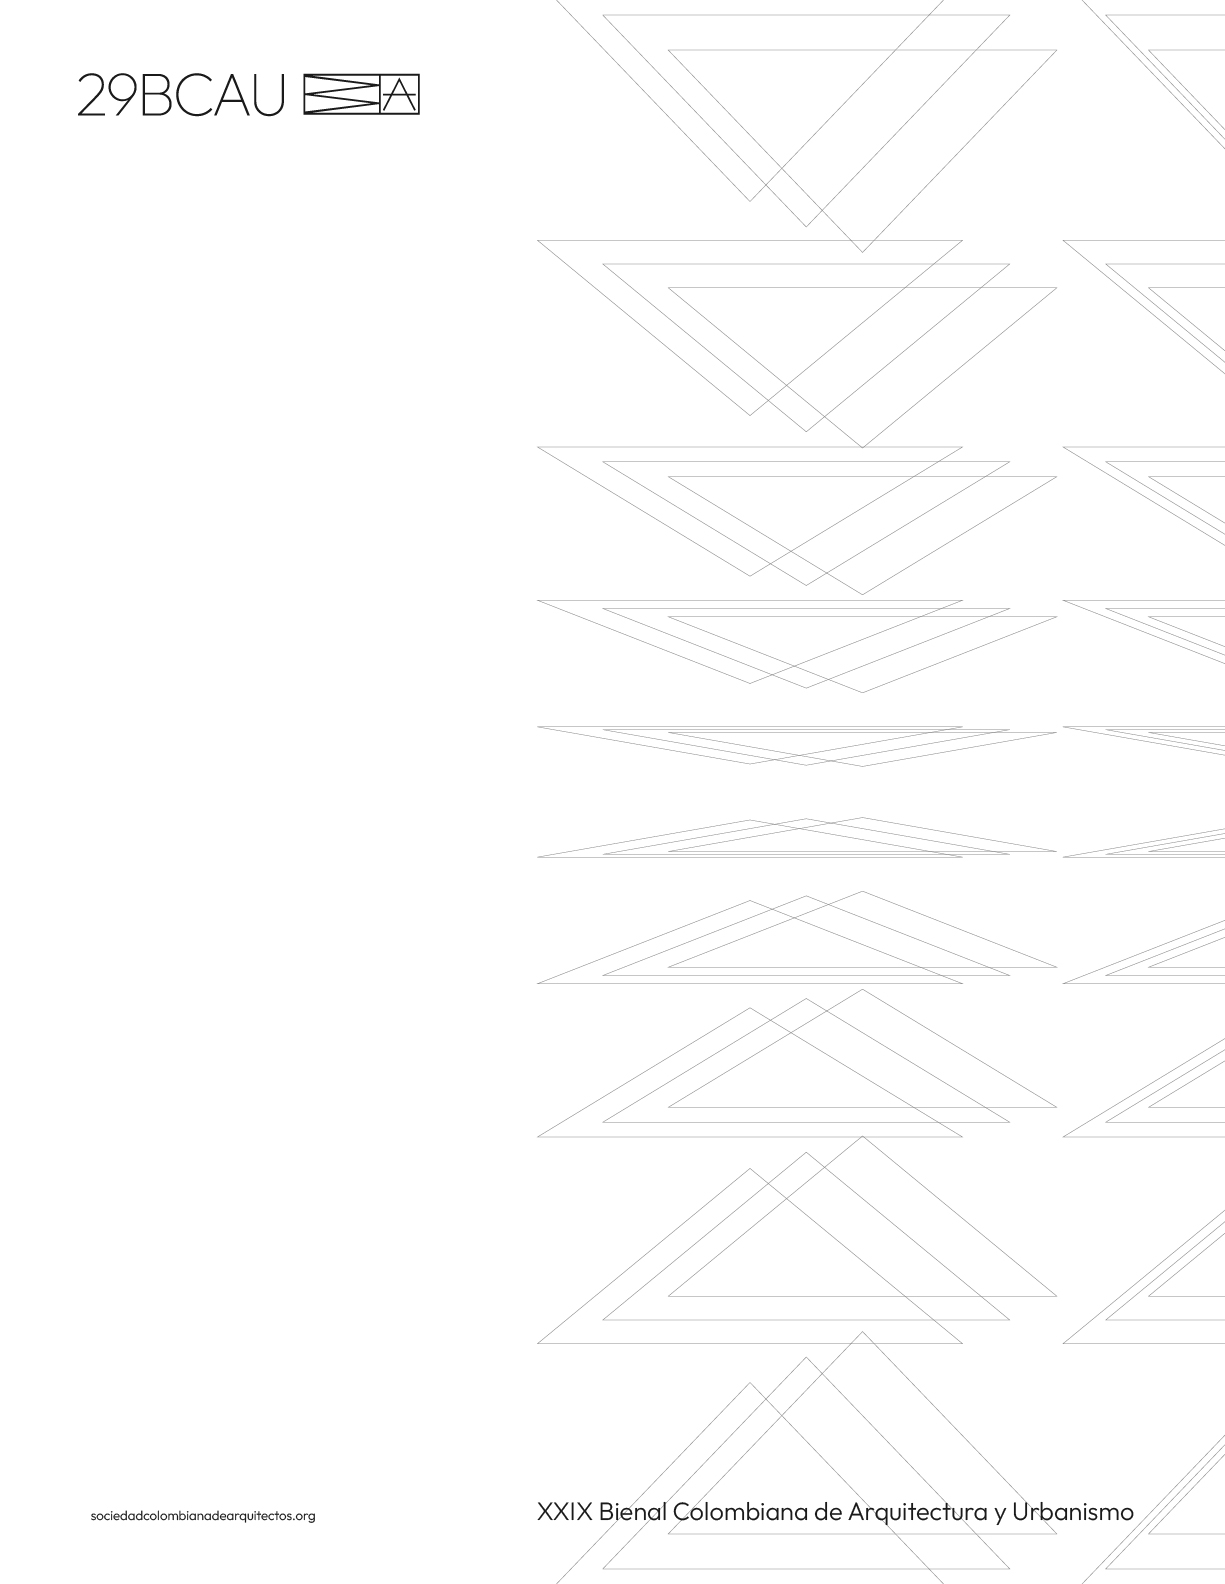 29BCAU
sociedadcolombianadearquitectos.org
XXIX Bienal Colombiana de Arquitectura y Urbanismo